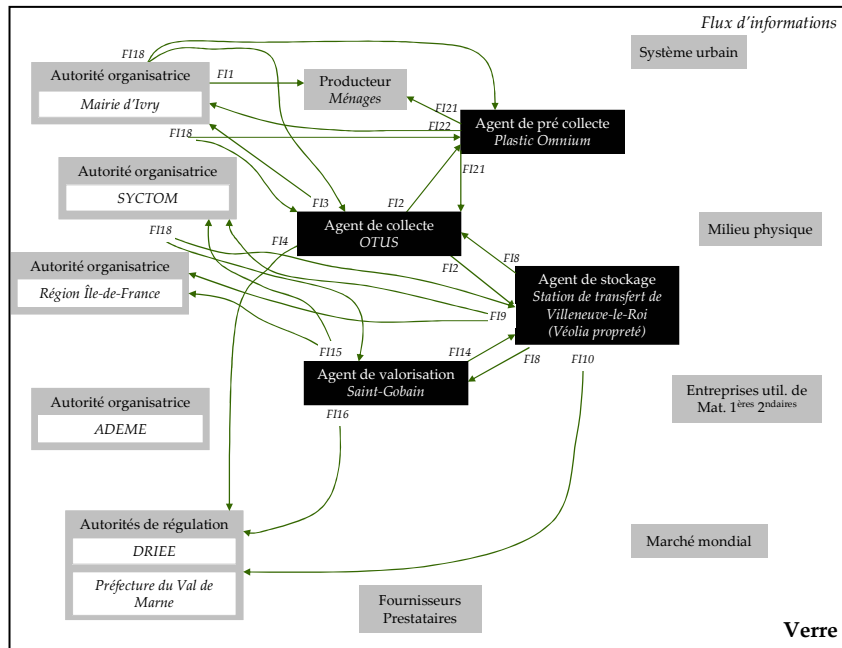 Flux d'informations
FI18
Système urbain
Autorité organisatrice
Mairie d'Ivry
FI1
Producteur
Ménages
FI21
Agent de pré collecte
Plastic Omnium
FI22
FI18
FI21
Autorité organisatrice
SYCTOM
FI3
FI2
Agent de collecte
OTUS
Milieu physique
FI18
FI4
FI8
FI2
Autorité organisatrice
Région Île-de-France
Agent de stockage
Station de transfert de
Villeneuve-le-Roi
(Véolia propreté)
FI9
FI15
FI14
FI8
FI10
Agent de valorisation
Saint-Gobain
Entreprises util. de
Mat. 1ères 2ndaires
Autorité organisatrice
ADEME
FI16
Autorités de régulation
DRIEE
Préfecture du Val de
Marne
Marché mondial
Fournisseurs
Prestataires
Verre